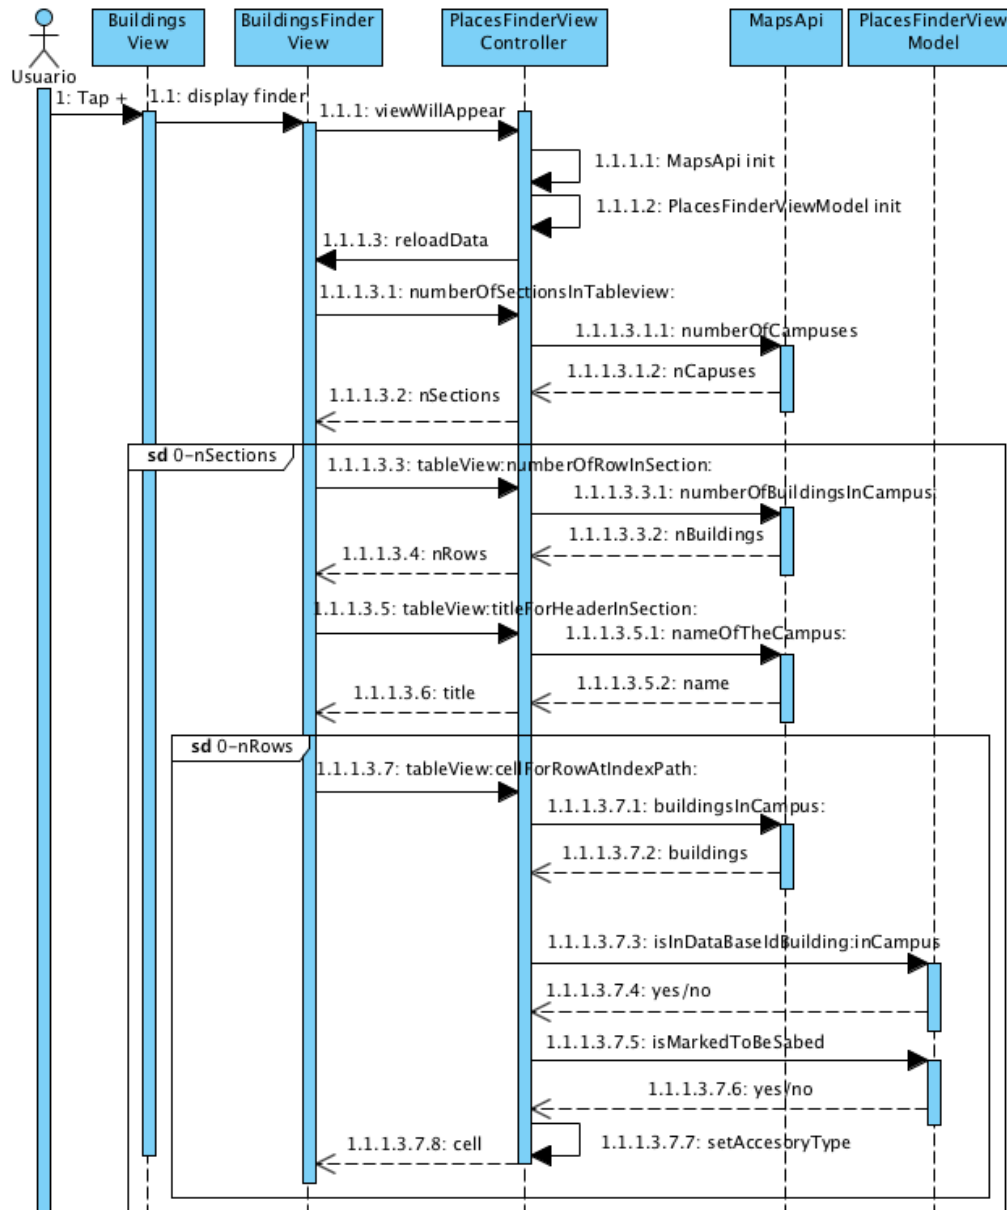 Usuario
Buildings
View
BuildingsFinder
View
PlacesFinderView
Controller
MapsApi
PlacesFinderView
Model
1: Tap +
1.1: display finder
1.1.1: viewWillAppear
1.1.1.1: MapsApi init
1.1.1.2: PlacesFinderViewModel init
1.1.1.3: reloadData
1.1.1.3.1: numberOfSectionsInTableview:
1.1.1.3.1.1: numberOfCampuses
1.1.1.3.1.2: nCapuses
1.1.1.3.2: nSections
sd 0-nSections
1.1.1.3.3: tableView:numberOfRowInSection:
1.1.1.3.3.1: numberOfBuildingsInCampus
1.1.1.3.3.2: nBuildings
1.1.1.3.4: nRows
1.1.1.3.5: tableView:titleForHeaderInSection:
1.1.1.3.5.1: nameOfTheCampus:
1.1.1.3.5.2: name
1.1.1.3.6: title
sd 0-nRows
1.1.1.3.7: tableView:cellForRowAtIndexPath:
1.1.1.3.7.1: buildingsInCampus:
1.1.1.3.7.2: buildings
1.1.1.3.7.3: isInDataBaseIdBuilding:inCampus
1.1.1.3.7.4: yes/no
1.1.1.3.7.5: isMarkedToBeSabed
1.1.1.3.7.6: yes/no
1.1.1.3.7.7: setAccesoryType
1.1.1.3.7.8: cell